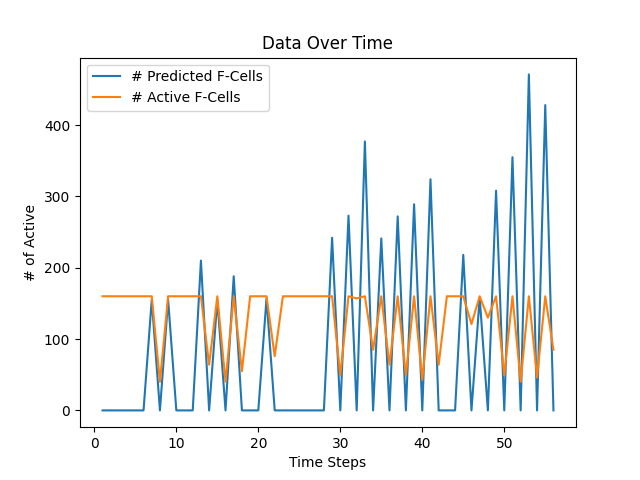 Data Over Time
# Predicted F-Cells
# Active F-Cells
# of Active
400
300
200
100
0
0 10 20 30 40 50
Time Steps